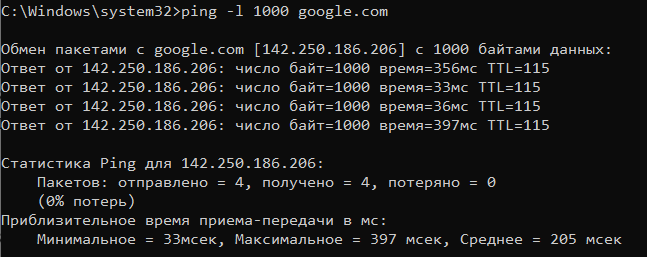 C:\Windows\system32>ping -l 1000 google.com
Обмен пакетами с google.com [142.250.186.206] с 1000 байтами данных:
Ответ от 142.250.186.206: число байт=1000 время=356мс TTL=115
Ответ от 142.250.186.206: число байт=1000 время=33мс TTL=115
Ответ от 142.250.186.206: число байт=1000 время=36мс TTL=115
Ответ от 142.250.186.206: число байт=1000 время=397мс TTL=115
Статистика Ping для 142.250.186.206:
Пакетов: отправлено = 4, получено = 4, потеряно = 0
(0% потерь)
Приблизительное время приема-передачи в мс:
Минимальное = 33мсек, Максимальное = 397 мсек, Среднее = 205 мсек